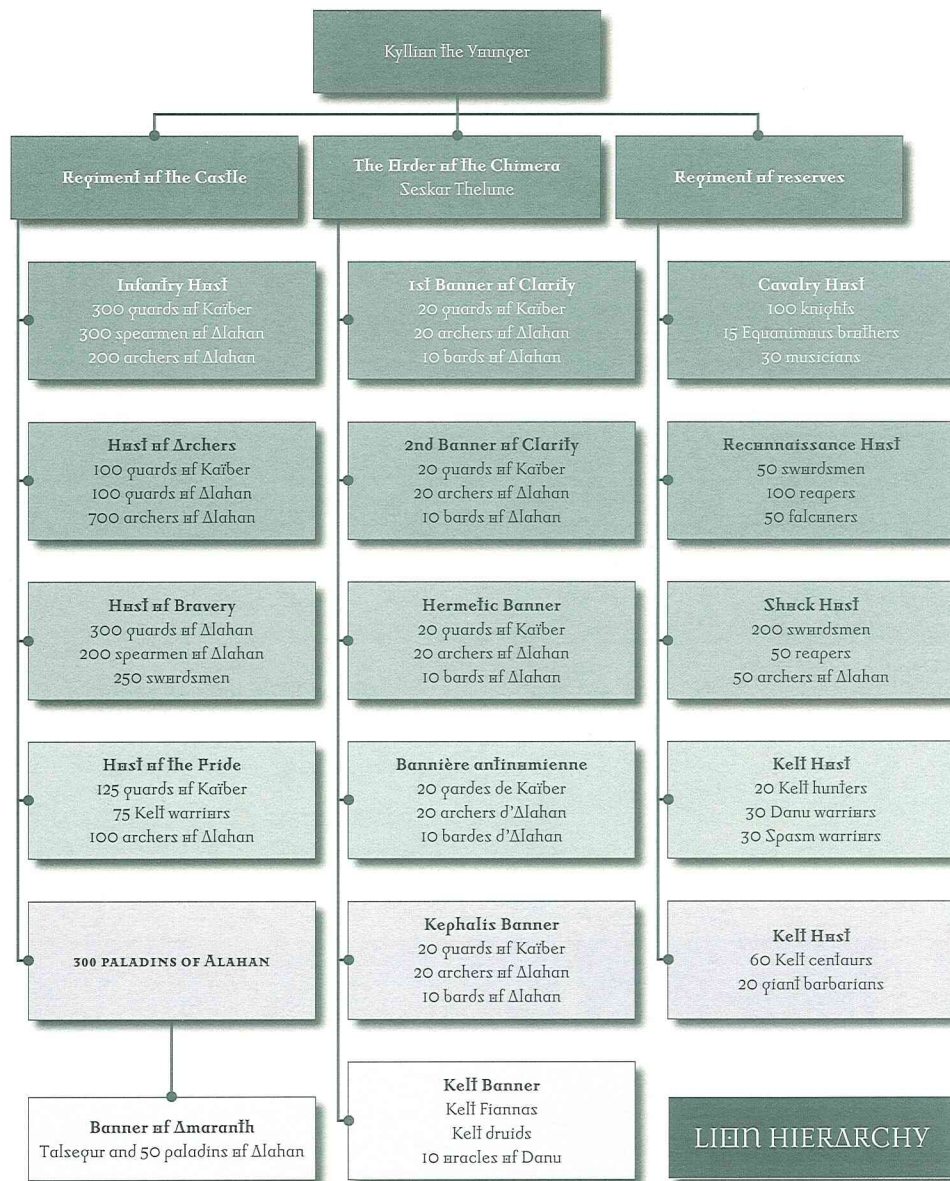 Kyllian the Younger
Regiment of the Castle
Infantry Host
300 guards of Kaïber
300 spearmen of Alahan
200 archers of Alahan
Host of Archers
100 guards of Kaïber
100 guards of Alahan
700 archers of Alahan
Host of Bravery
300 guards of Alahan
200 spearmen of Alahan
250 swordsmen
Host of the Pride
125 guards of Kaïber
75 Kelt warriors
100 archers of Alahan
300 PALADINS OF ALAHAN
Banner of Amaranth
Talsegur and 50 paladins of Alahan
The Order of the Chimera
Seskar Thelune
1st Banner of Clarity
20 guards of Kaïber
20 archers of Alahan
10 bards of Alahan
2nd Banner of Clarity
20 guards of Kaïber
20 archers of Alahan
10 bards of Alahan
Hermetic Banner
20 guards of Kaïber
20 archers of Alahan
10 bards of Alahan
Bannière antinomienne
20 gardes de Kaïber
20 archers d'Alahan
10 bardes d'Alahan
Kephalis Banner
20 guards of Kaïber
20 archers of Alahan
10 bards of Alahan
Kelt Banner
Kelt Fiannas
Kelt druids
10 oracles of Danu
Regiment of reserves
Cavalry Host
100 knights
15 Equanimous brothers
30 musicians
Reconnaissance Host
50 swordsmen
100 reapers
50 falconers
Shock Host
200 swordsmen
50 reapers
50 archers of Alahan
Kelt Host
20 Kelt hunters
30 Danu warriors
30 Spasm warriors
Kelt Host
60 Kelt centaurs
20 giant barbarians
LION HIERARCHY